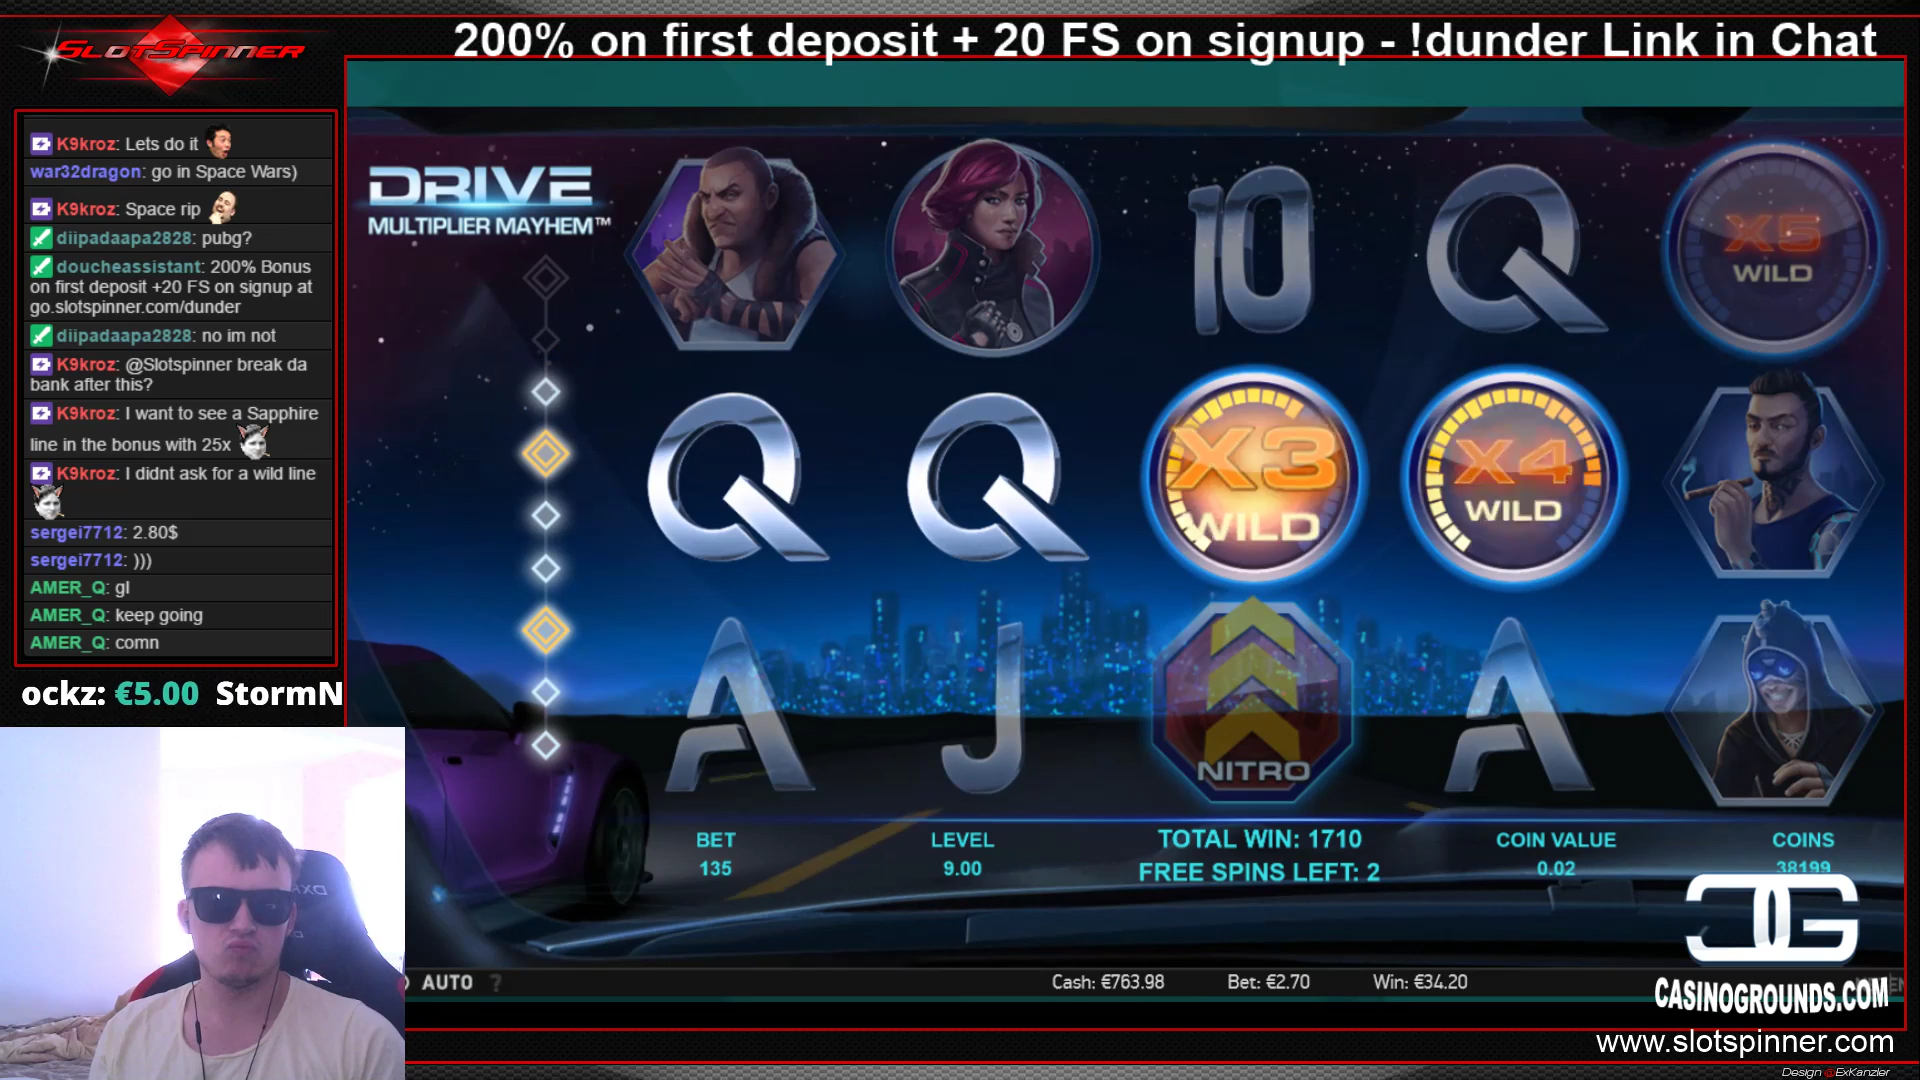 200% on first deposit + 20 FS on signup - !dunder Link in Chat
SLOTSPINNER
K9kroz: Lets do it
war32dragon: go in Space Wars)
K9kroz: Space rip
diipadaapa2828: pubg?
doucheassistant: 200% Bonus
on first deposit +20 FS on signup at
go.slotspinner.com/dunder
diipadaapa2828: no im not
K9kroz: @Slotspinner break da
bank after this?
K9kroz: I want to see a Sapphire
line in the bonus with 25x
K9kroz: I didnt ask for a wild line
sergei7712: 2.80$
sergei7712: )))
AMER_Q: gl
AMER_Q: keep going
AMER_Q: comn
ockz: €5.00 StormN
DRIVE
MULTIPLIER MAYHEM™
10 Q X5 WILD
Q Q X3 WILD X4 WILD
A J NITRO A
BET
135
LEVEL
9.00
TOTAL WIN: 1710
FREE SPINS LEFT: 2
COIN VALUE
0.02
COINS
38199
AUTO ?
Cash: €763.98 Bet: €2.70 Win: €34.20
CG
CASINOGROUNDS.COM
www.slotspinner.com
Design @ExKanzler